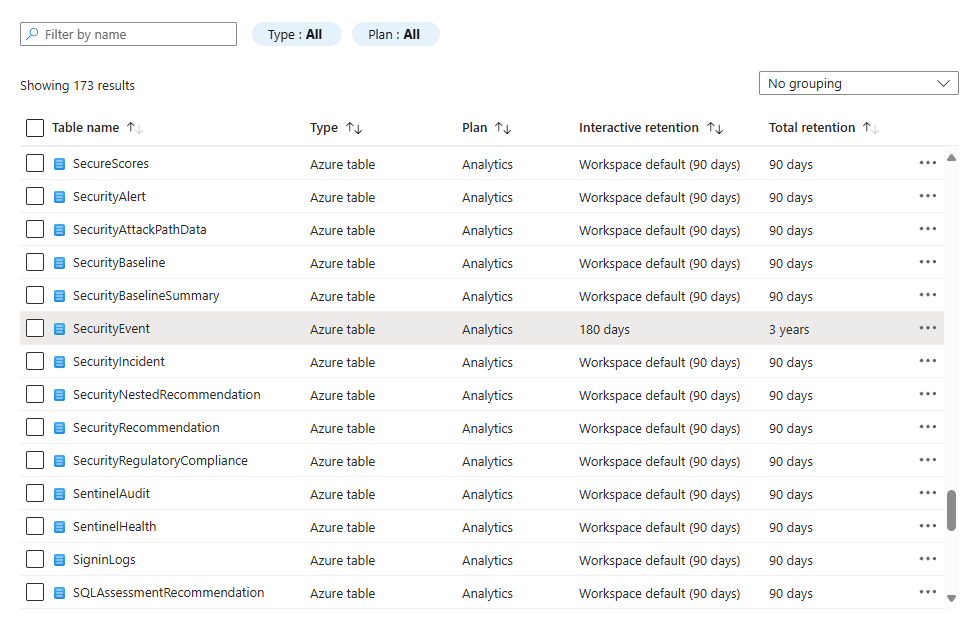 Filter by name Type : All Plan : All
Showing 173 results No grouping
Table name Type Plan Interactive retention Total retention
SecureScores Azure table Analytics Workspace default (90 days) 90 days
SecurityAlert Azure table Analytics Workspace default (90 days) 90 days
SecurityAttackPathData Azure table Analytics Workspace default (90 days) 90 days
SecurityBaseline Azure table Analytics Workspace default (90 days) 90 days
SecurityBaselineSummary Azure table Analytics Workspace default (90 days) 90 days
SecurityEvent Azure table Analytics 180 days 3 years
SecurityIncident Azure table Analytics Workspace default (90 days) 90 days
SecurityNestedRecommendation Azure table Analytics Workspace default (90 days) 90 days
SecurityRecommendation Azure table Analytics Workspace default (90 days) 90 days
SecurityRegulatoryCompliance Azure table Analytics Workspace default (90 days) 90 days
SentinelAudit Azure table Analytics Workspace default (90 days) 90 days
SentinelHealth Azure table Analytics Workspace default (90 days) 90 days
SigninLogs Azure table Analytics Workspace default (90 days) 90 days
SQLAssessmentRecommendation Azure table Analytics Workspace default (90 days) 90 days